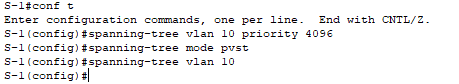 S-1#conf t
Enter configuration commands, one per line.  End with CNTL/Z.
S-1(config)#spanning-tree vlan 10 priority 4096
S-1(config)#spanning-tree mode pvst
S-1(config)#spanning-tree vlan 10
S-1(config)#